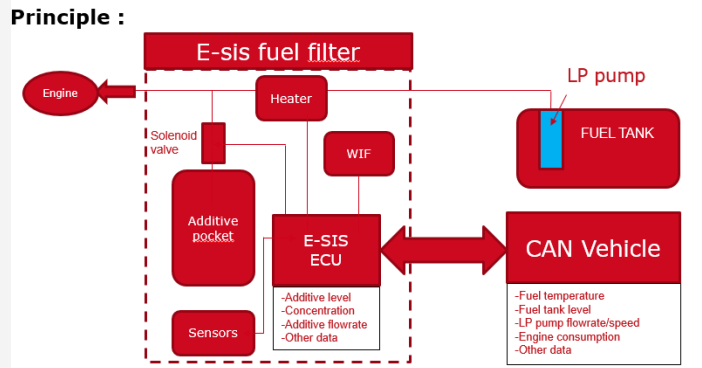 Principle :
E-sis fuel filter
LP pump
Engine
Heater
FUEL TANK
Solenoid
valve
WIF
Additive
pocket
E-SIS
ECU
CAN Vehicle
-Additive level
-Concentration
-Additive flowrate
-Other data
Sensors
-Fuel temperature
-Fuel tank level
-LP pump flowrate/speed
-Engine consumption
-Other data